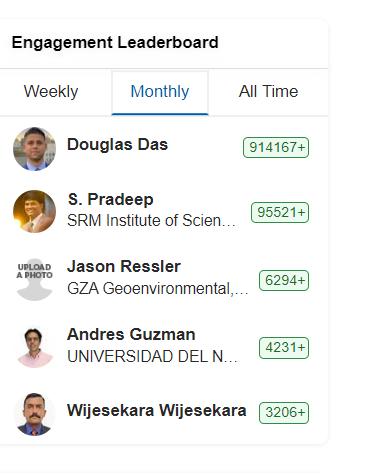 Engagement Leaderboard
Weekly Monthly All Time
Douglas Das 914167+
S. Pradeep
SRM Institute of Scien... 95521+
UPLOAD
A PHOTO
Jason Ressler
GZA Geoenvironmental,... 6294+
Andres Guzman
UNIVERSIDAD DEL N... 4231+
Wijesekara Wijesekara 3206+